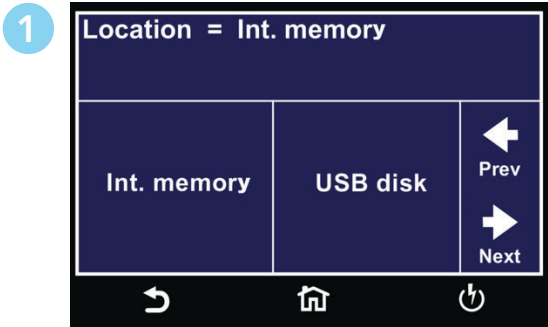 1
Location = Int. memory
Int. memory
USB disk
Prev
Next